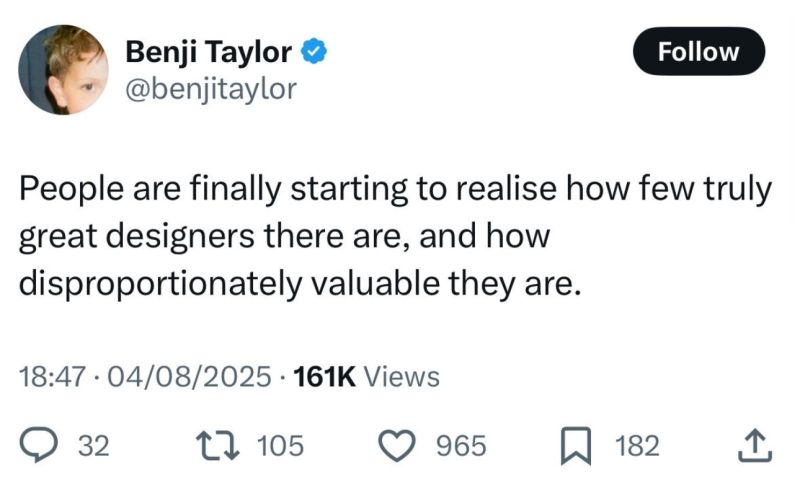 Benji Taylor
Follow
@benjitaylor
People are finally starting to realise how few truly
great designers there are, and how
disproportionately valuable they are.
18:47 · 04/08/2025 · 161K Views
32 105 965 182